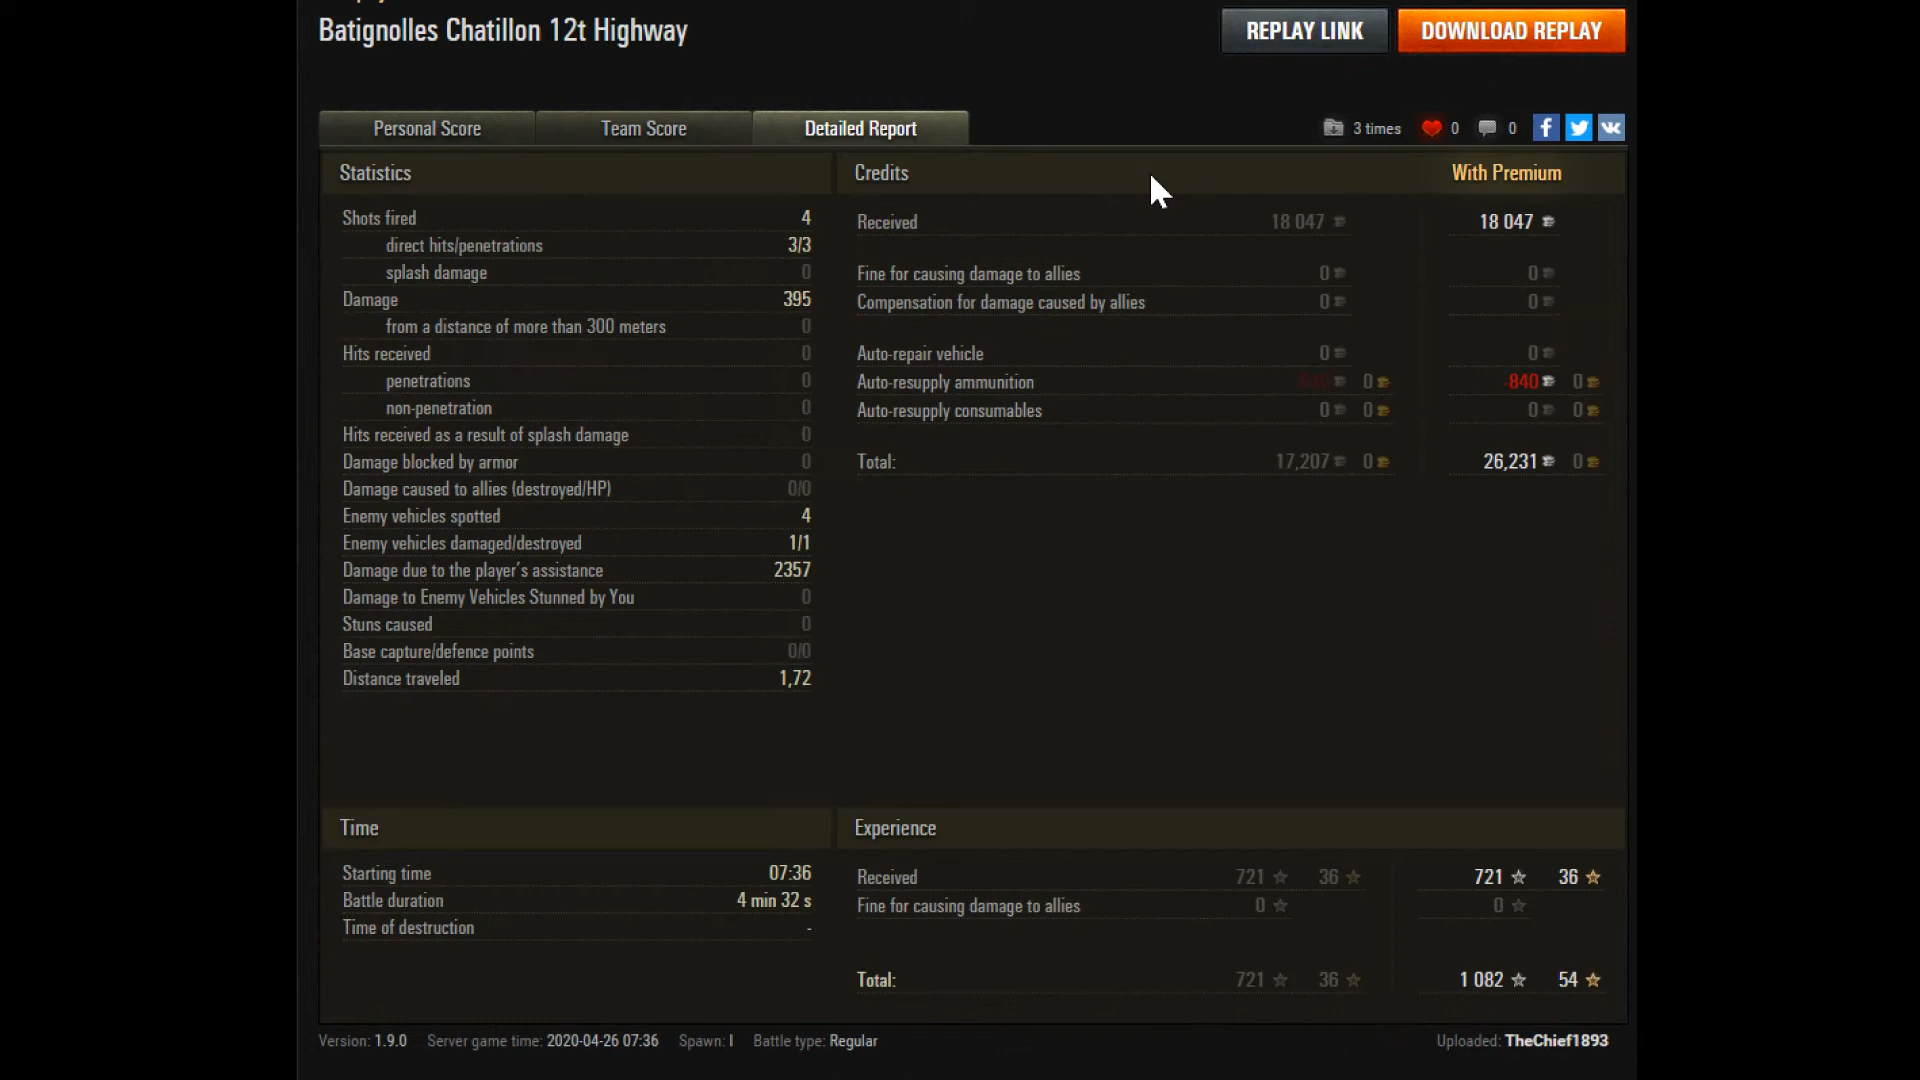 Batignolles Chatillon 12t Highway
REPLAY LINK
DOWNLOAD REPLAY
Personal Score
Team Score
Detailed Report
3 times
0
0
Statistics
Shots fired 4
direct hits/penetrations 3/3
splash damage 0
Damage 395
from a distance of more than 300 meters 0
Hits received 0
penetrations 0
non-penetration 0
Hits received as a result of splash damage 0
Damage blocked by armor 0
Damage caused to allies (destroyed/HP) 0/0
Enemy vehicles spotted 4
Enemy vehicles damaged/destroyed 1/1
Damage due to the player's assistance 2357
Damage to Enemy Vehicles Stunned by You 0
Stuns caused 0
Base capture/defence points 0/0
Distance traveled 1,72
Credits With Premium
Received 18 047 18 047
Fine for causing damage to allies 0 0
Compensation for damage caused by allies 0 0
Auto-repair vehicle 0 0
Auto-resupply ammunition 0 -840 0
Auto-resupply consumables 0 0 0 0
Total: 17,207 0 26,231 0
Time
Starting time 07:36
Battle duration 4 min 32 s
Time of destruction -
Experience
Received 721 36 721 36
Fine for causing damage to allies 0 0
Total: 721 36 1 082 54
Version: 1.9.0 Server game time: 2020-04-26 07:36 Spawn: I Battle type: Regular
Uploaded: TheChief1893